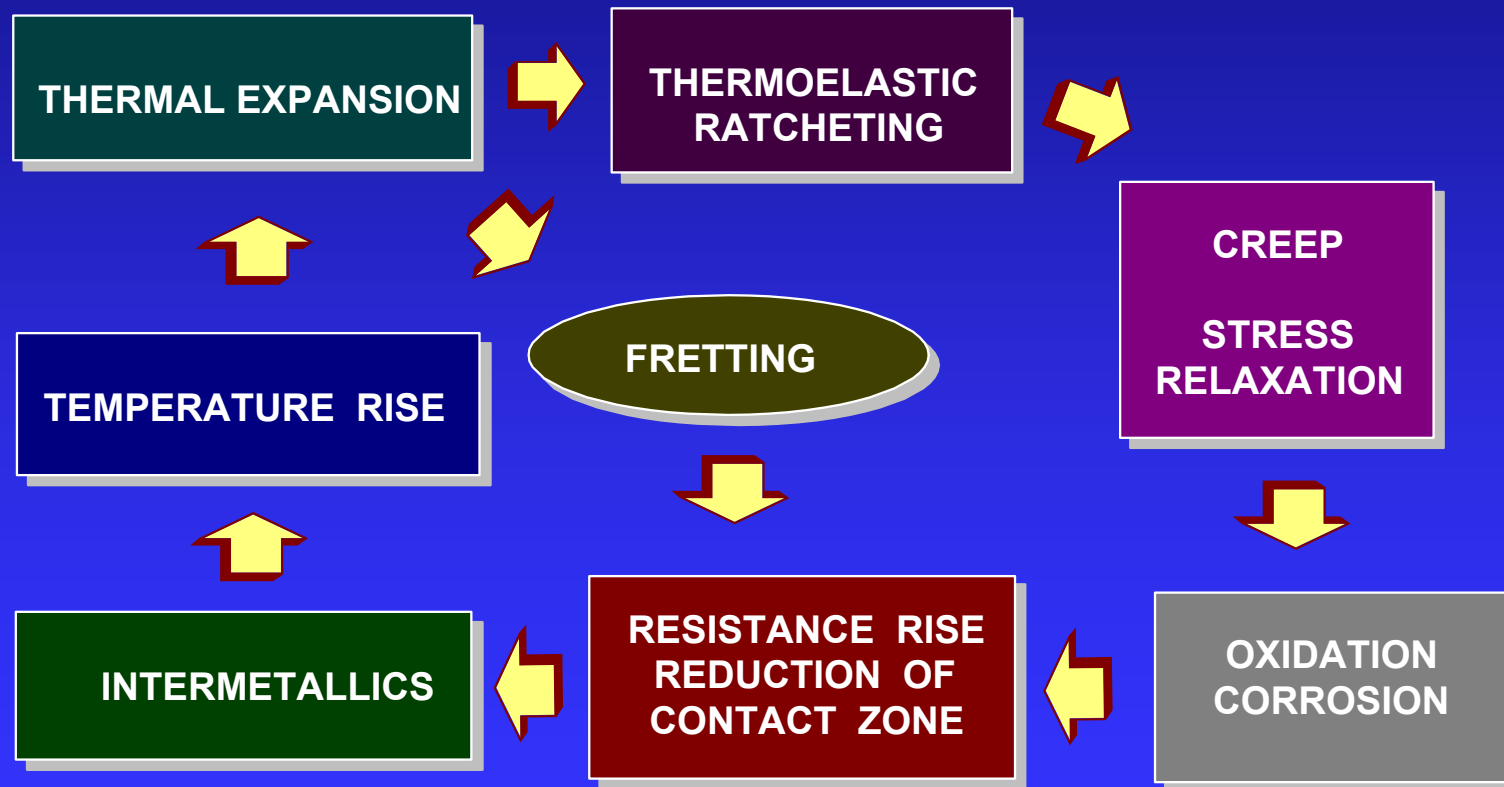 THERMAL EXPANSION
THERMOELASTIC
RATCHETING
CREEP
STRESS
RELAXATION
FRETTING
TEMPERATURE RISE
INTERMETALLICS
RESISTANCE RISE
REDUCTION OF
CONTACT ZONE
OXIDATION
CORROSION